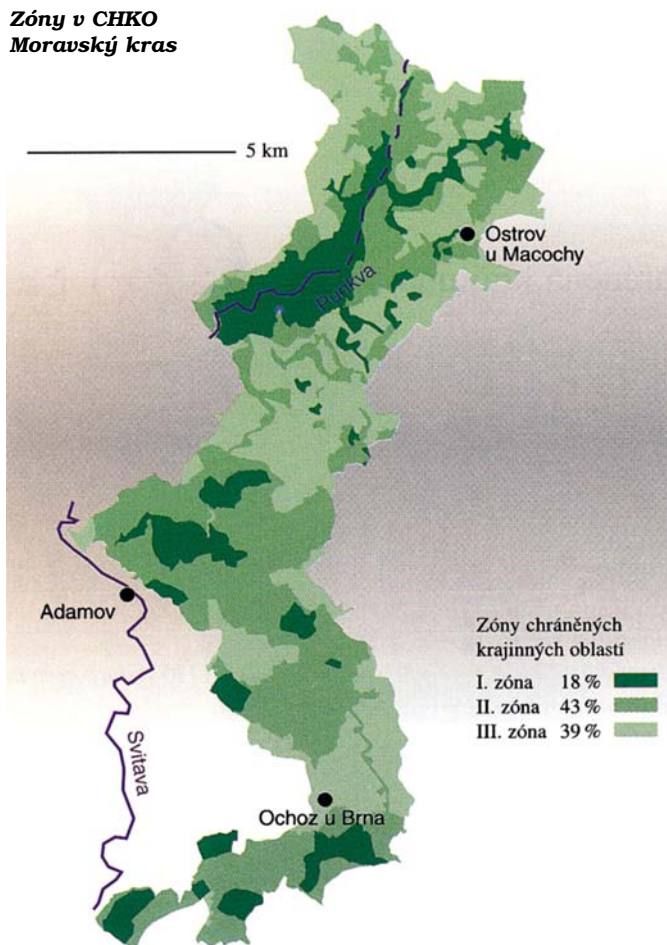 Zóny v CHKO
Moravský kras
5 km
Ostrov
u Macochy
Punkva
Adamov
Zóny chráněných
krajinných oblastí
I. zóna 18 %
II. zóna 43 %
III. zóna 39 %
Svitava
Ochoz u Brna